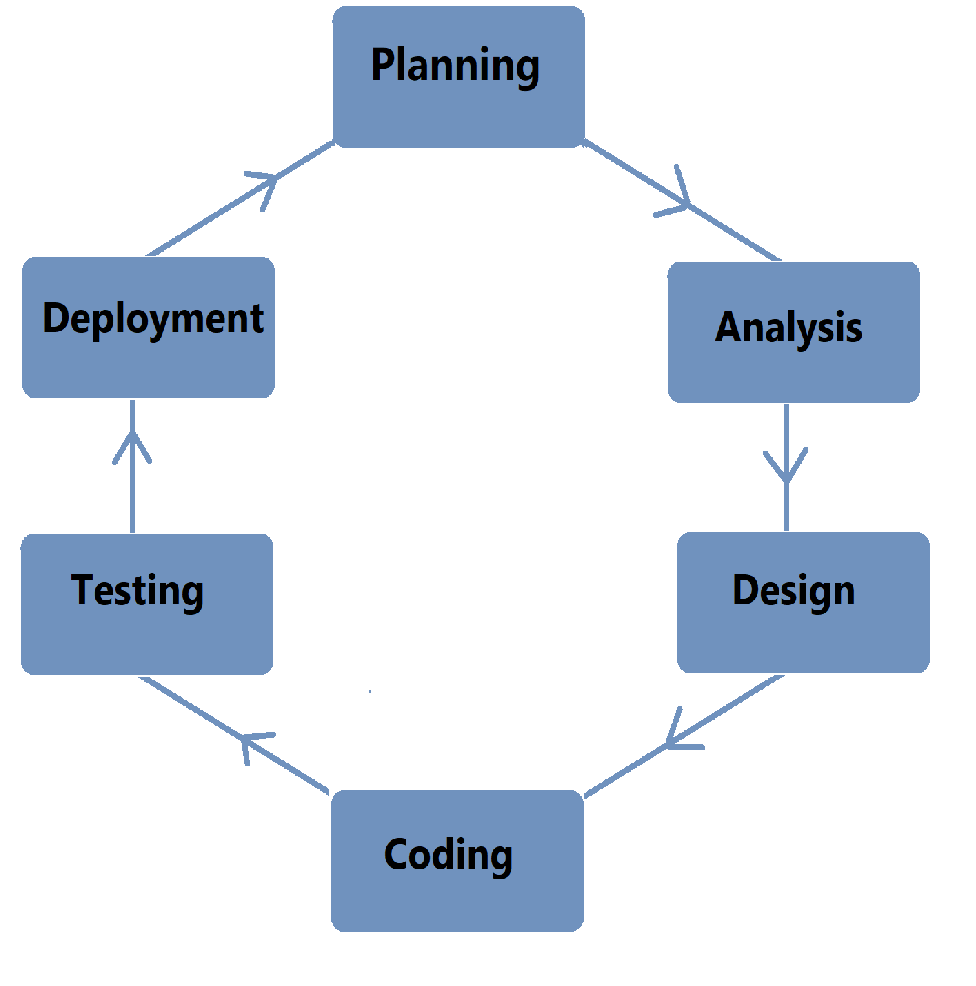 Planning
Analysis
Design
Coding
Testing
Deployment